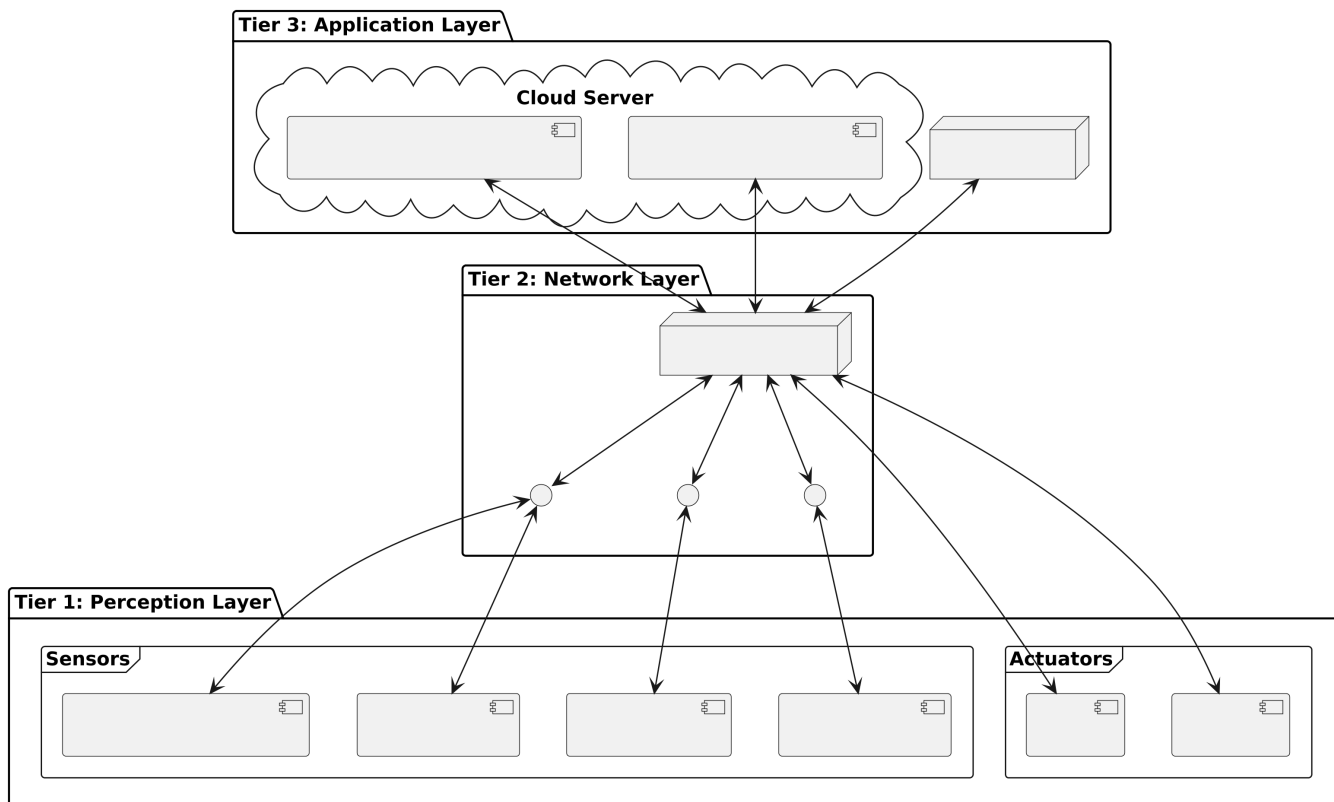 Tier 3: Application Layer
Cloud Server
Tier 2: Network Layer
Tier 1: Perception Layer
Sensors
Actuators